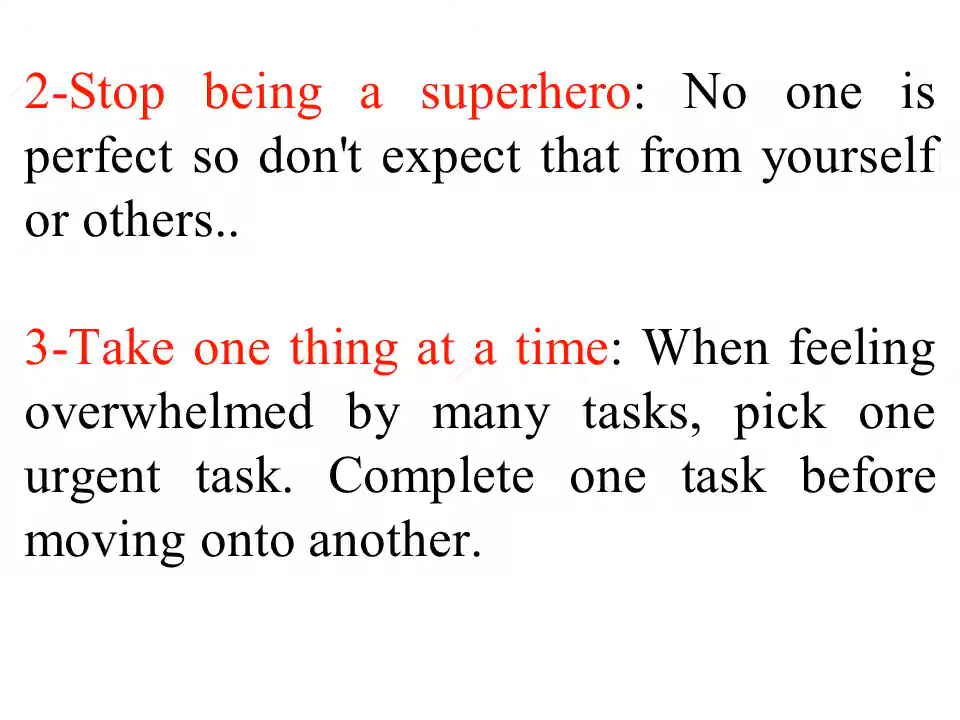 2-Stop being a superhero: No one is
perfect so don't expect that from yourself
or others..
3-Take one thing at a time: When feeling
overwhelmed by many tasks, pick one
urgent task. Complete one task before
moving onto another.